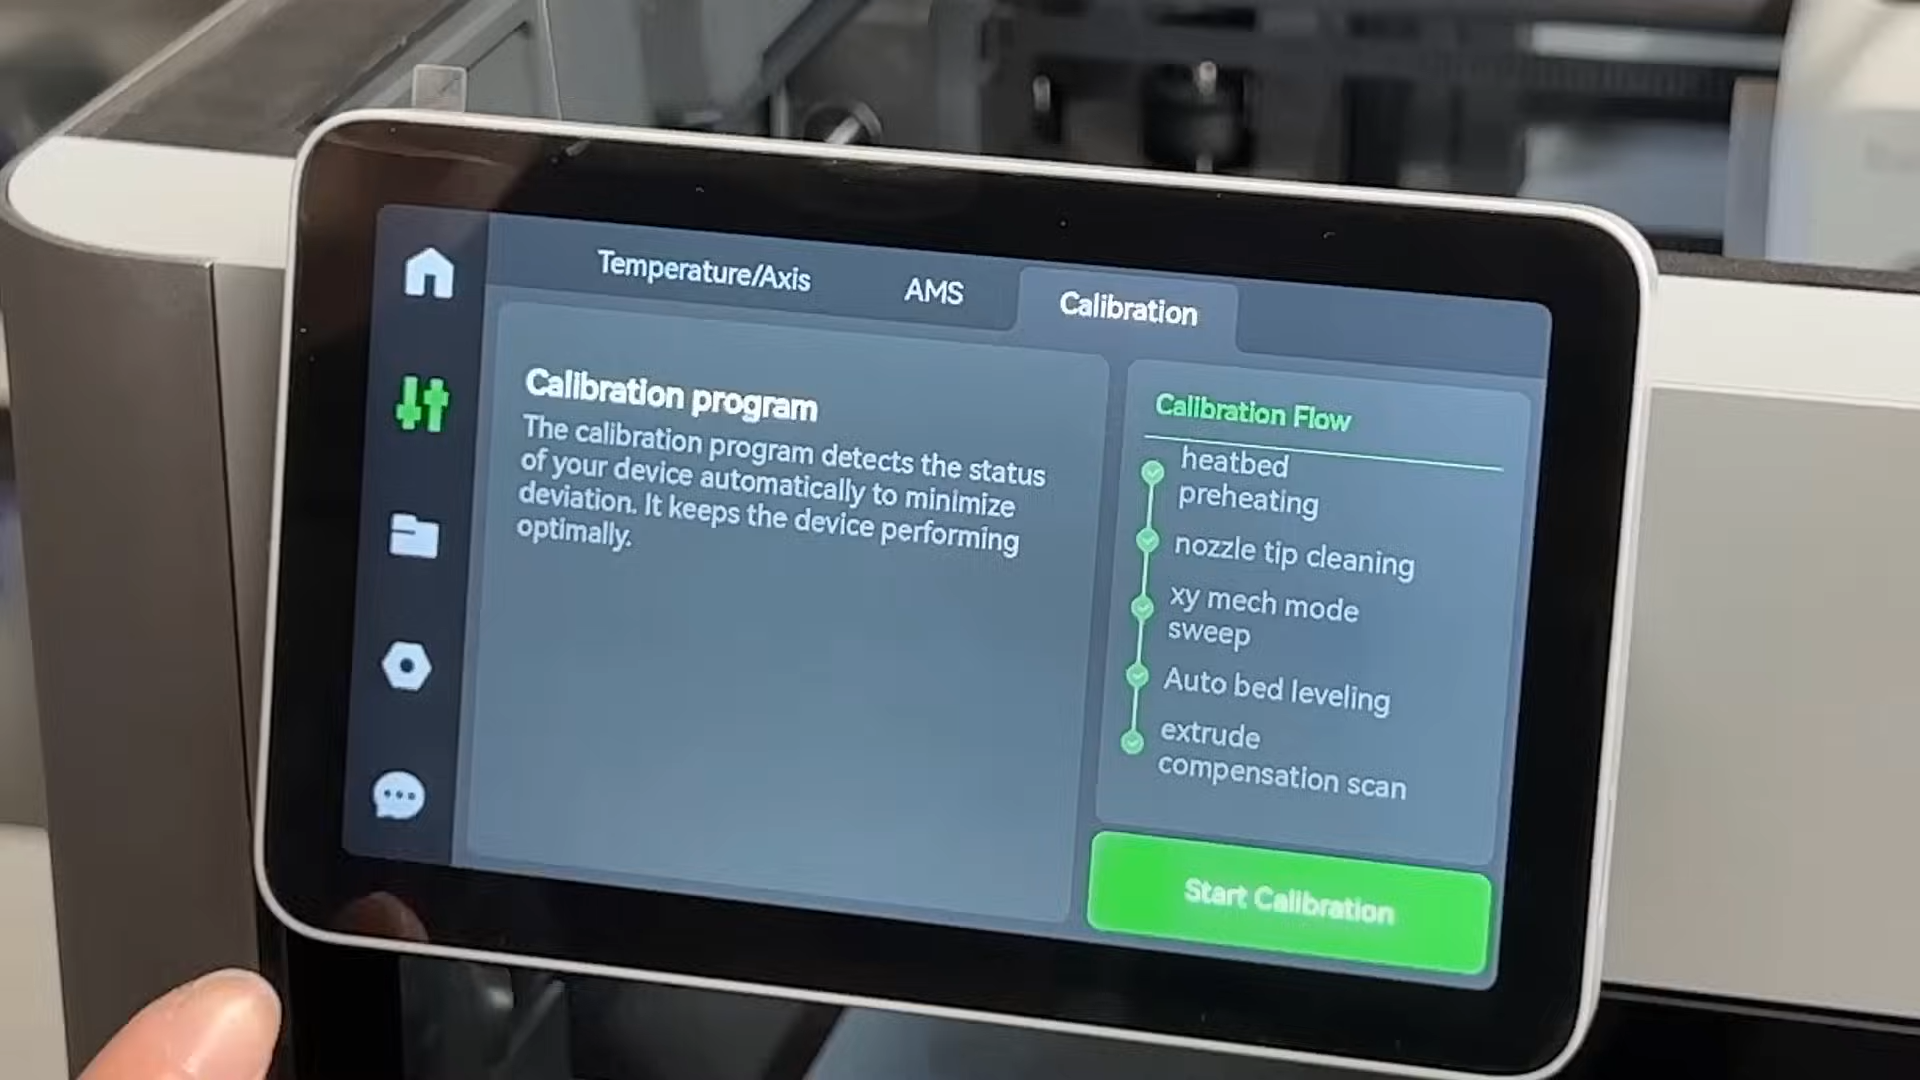 Temperature/Axis
AMS
Calibration
Calibration program
The calibration program detects the status
of your device automatically to minimize
deviation. It keeps the device performing
optimally.
Calibration Flow
heatbed
preheating
nozzle tip cleaning
xy mech mode
sweep
Auto bed leveling
extrude
compensation scan
Start Calibration